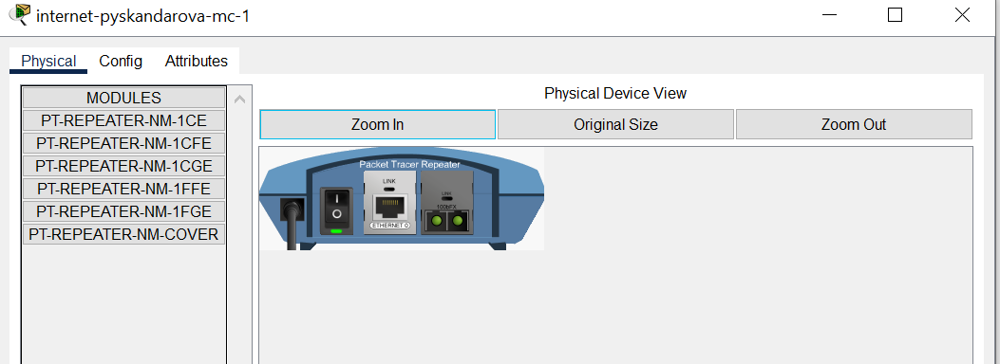 internet-pyskandarova-mc-1
Physical Config Attributes
MODULES
PT-REPEATER-NM-1CE
PT-REPEATER-NM-1CFE
PT-REPEATER-NM-1CGE
PT-REPEATER-NM-1FFE
PT-REPEATER-NM-1FGE
PT-REPEATER-NM-COVER
Physical Device View
Zoom In Original Size Zoom Out
Packet Tracer Repeater
LINK
ETHERNET 0
LINK
100bFX